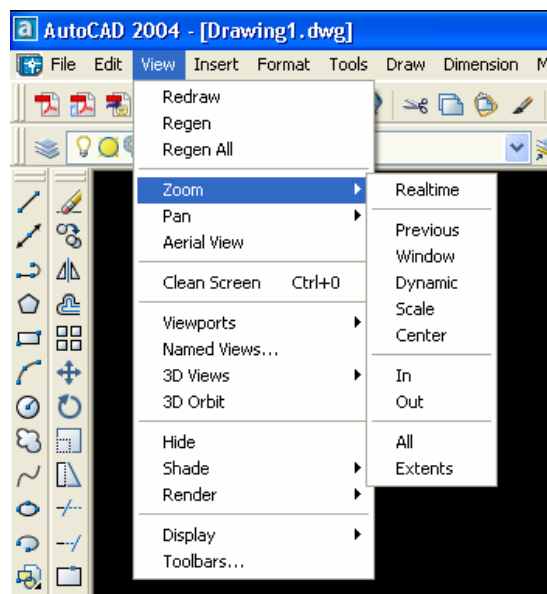 AutoCAD 2004 - [Drawing1.dwg]
File Edit View Insert Format Tools Draw Dimension M
Redraw
Regen
Regen All
Zoom
Pan
Aerial View
Clean Screen Ctrl+0
Viewports
Named Views...
3D Views
3D Orbit
Hide
Shade
Render
Display
Toolbars...
Realtime
Previous
Window
Dynamic
Scale
Center
In
Out
All
Extents